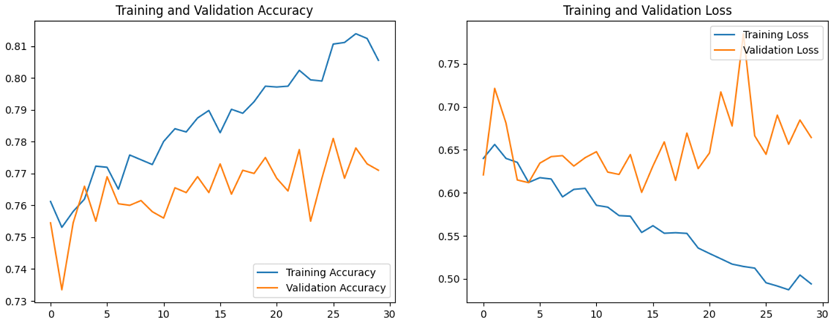 Training and Validation Accuracy
0.81
0.80
0.79
0.78
0.77
0.76
0.75
0.74
0.73
0 5 10 15 20 25 30
Training Accuracy
Validation Accuracy
Training and Validation Loss
0.75
0.70
0.65
0.60
0.55
0.50
0 5 10 15 20 25 30
Training Loss
Validation Loss